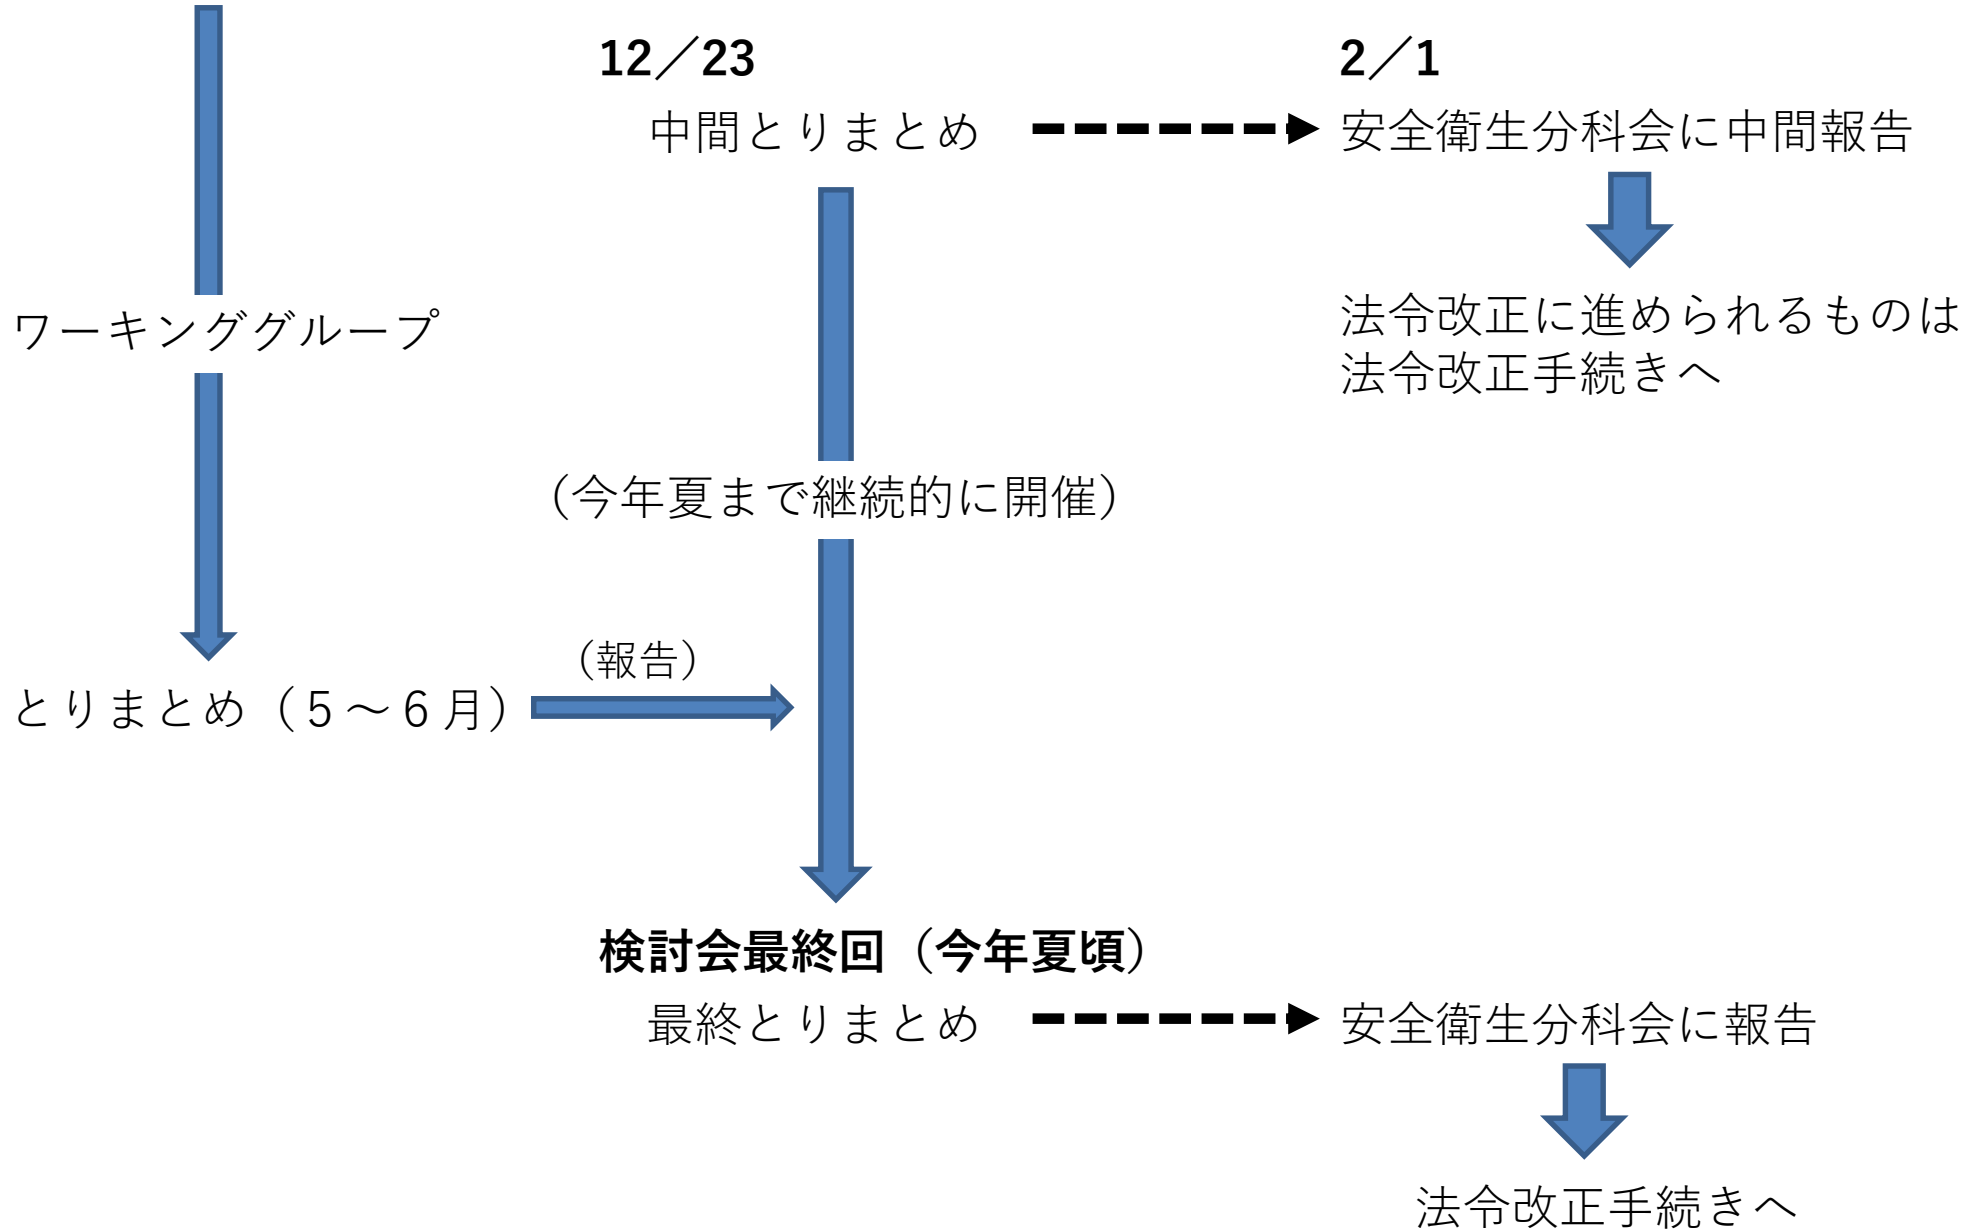 12／23
中間とりまとめ
2／1
安全衛生分科会に中間報告
法令改正に進められるものは
法令改正手続きへ
ワーキンググループ
（今年夏まで継続的に開催）
とりまとめ（５～６月）
（報告）
検討会最終回（今年夏頃）
最終とりまとめ
安全衛生分科会に報告
法令改正手続きへ